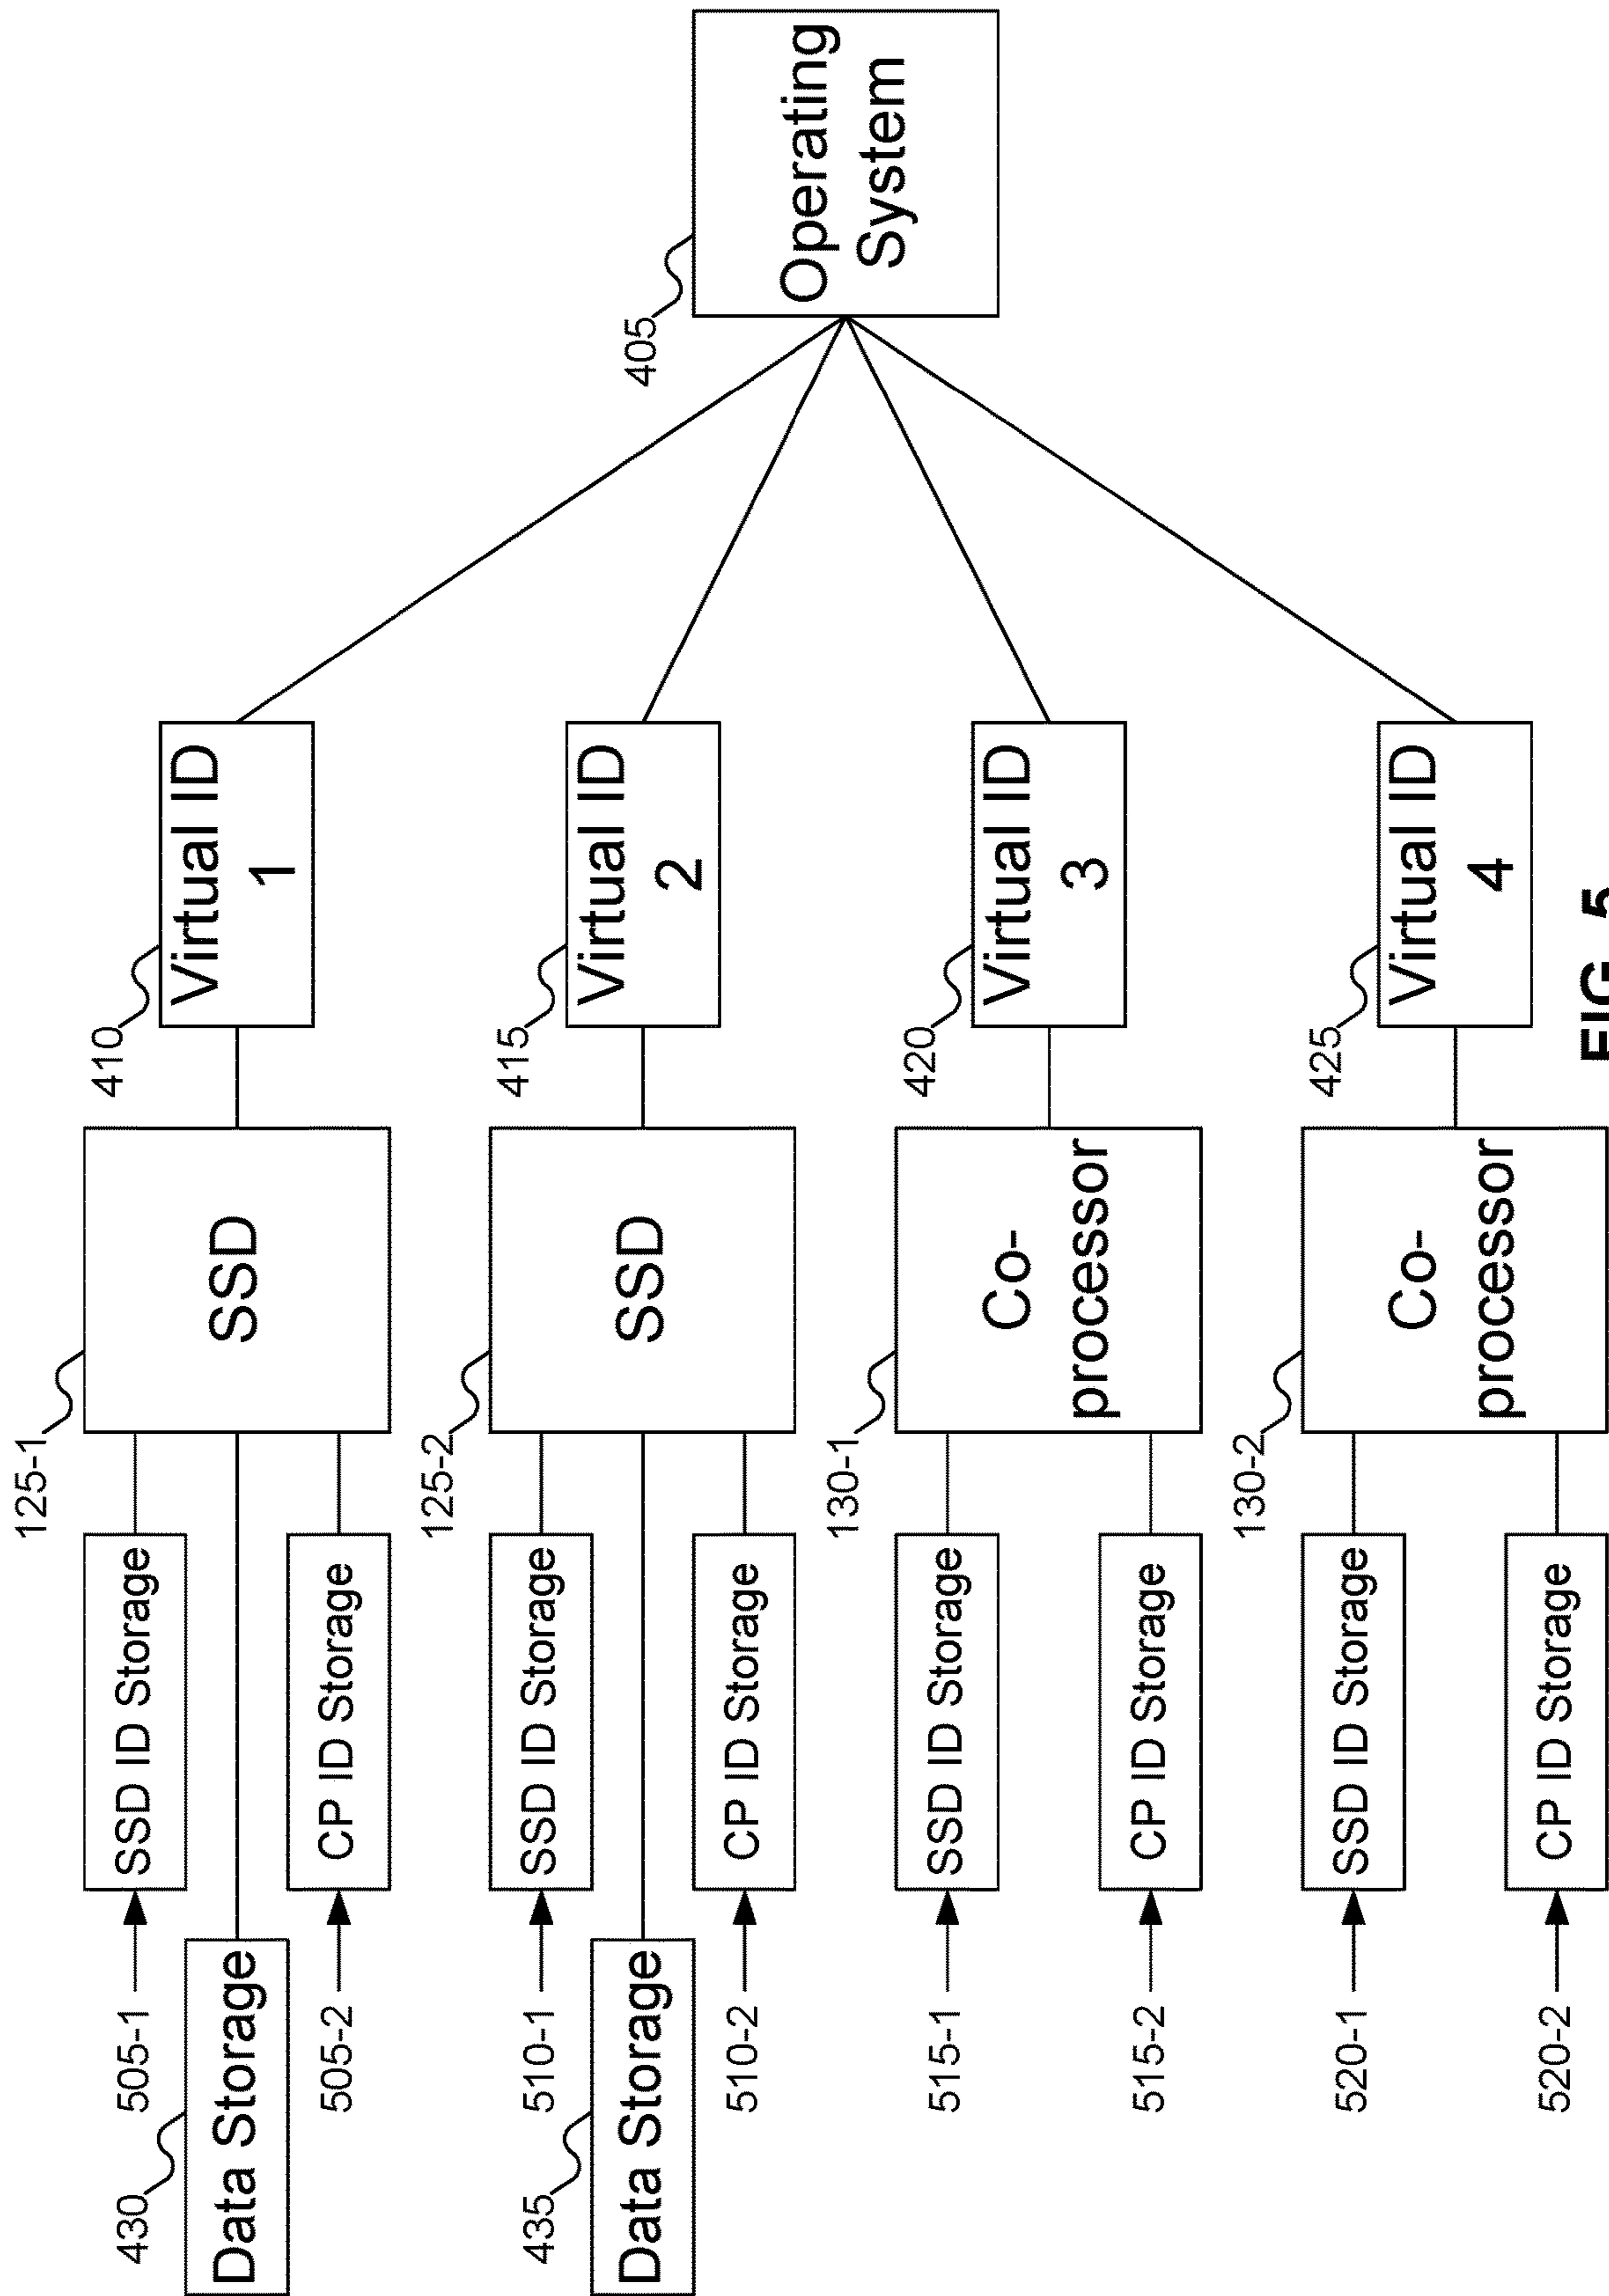 125-1
410
430
505-1
SSD ID Storage
SSD
Virtual ID
1
Data Storage
505-2
CP ID Storage
125-2
415
435
510-1
SSD ID Storage
SSD
Virtual ID
2
Data Storage
510-2
CP ID Storage
405
Operating
System
130-1
420
515-1
SSD ID Storage
Co-
processor
Virtual ID
3
515-2
CP ID Storage
130-2
425
520-1
SSD ID Storage
Co-
processor
Virtual ID
4
520-2
CP ID Storage
FIG. 5